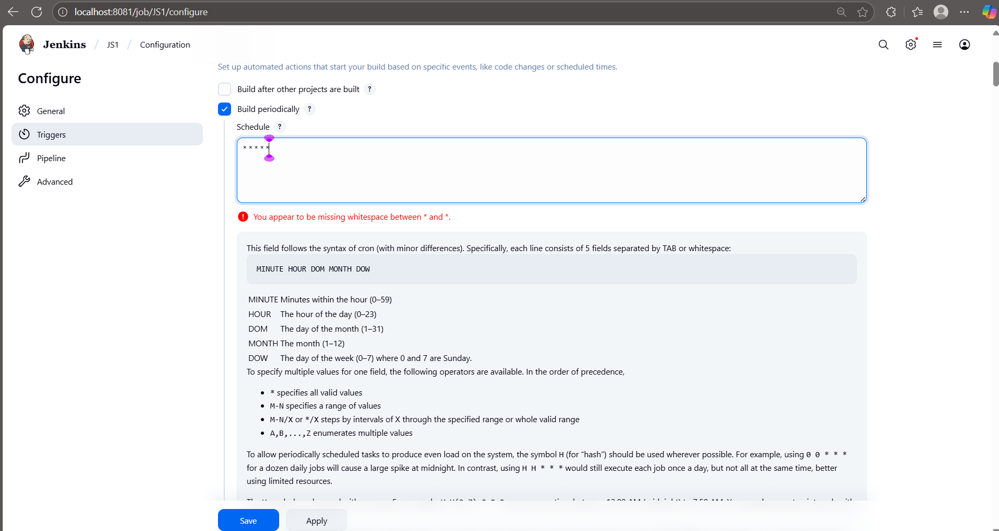 localhost:8081/job/JS1/configure
Jenkins / JS1 / Configuration
Set up automated actions that start your build based on specific events, like code changes or scheduled times.
Configure
Build after other projects are built ?
Build periodically ?
General
Schedule ?
Triggers
* * * * *
Pipeline
Advanced
You appear to be missing whitespace between * and *.
This field follows the syntax of cron (with minor differences). Specifically, each line consists of 5 fields separated by TAB or whitespace:
MINUTE HOUR DOM MONTH DOW
MINUTE Minutes within the hour (0–59)
HOUR The hour of the day (0–23)
DOM The day of the month (1–31)
MONTH The month (1–12)
DOW The day of the week (0–7) where 0 and 7 are Sunday.
To specify multiple values for one field, the following operators are available. In the order of precedence,
• * specifies all valid values
• M-N specifies a range of values
• M-N/X or */X steps by intervals of X through the specified range or whole valid range
• A,B,...,Z enumerates multiple values
To allow periodically scheduled tasks to produce even load on the system, the symbol H (for “hash”) should be used wherever possible. For example, using 0 0 * * *
for a dozen daily jobs will cause a large spike at midnight. In contrast, using H H * * * would still execute each job once a day, but not all at the same time, better
using limited resources.
Save
Apply